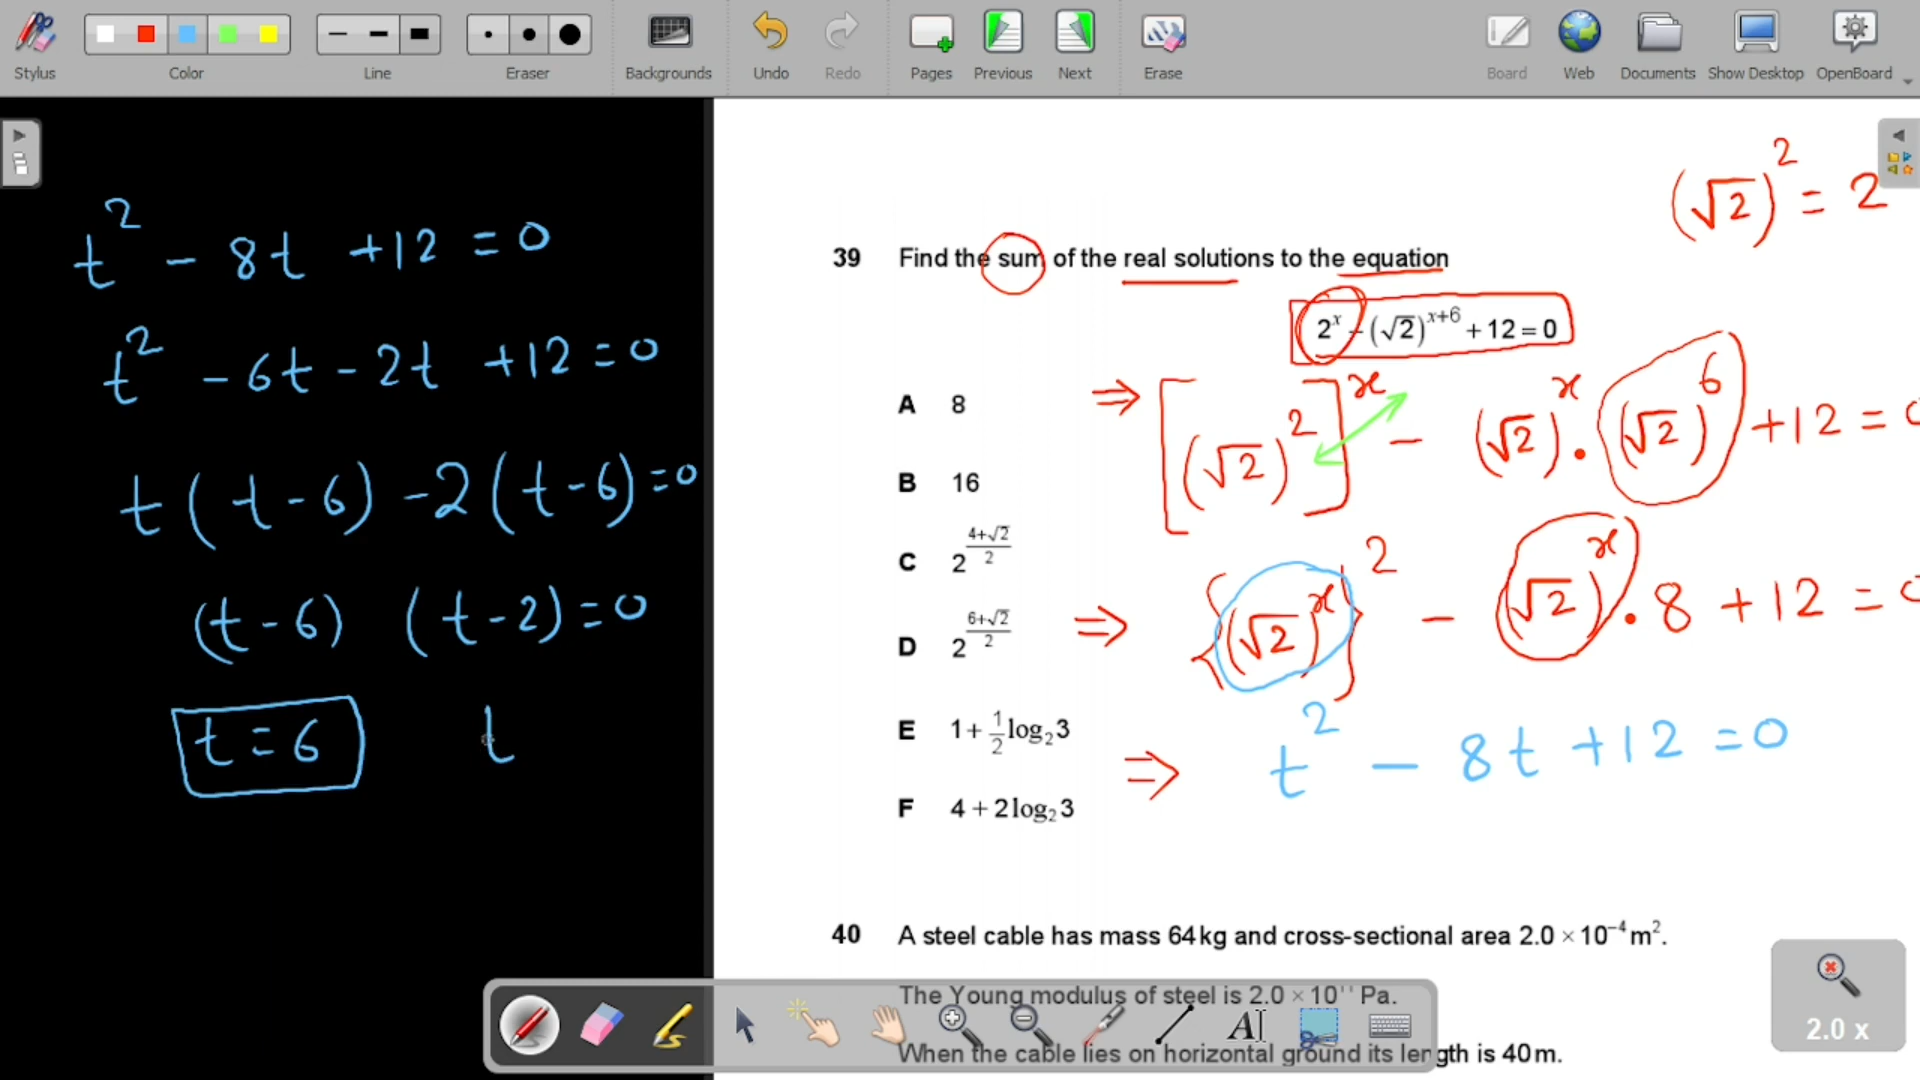 Stylus
Color
Line
Eraser
Backgrounds
Undo
Redo
Pages
Previous
Next
Erase
Board
Web
Documents
Show Desktop
OpenBoard
t² - 8t + 12 = 0
t² - 6t - 2t + 12 = 0
t(t - 6) - 2(t - 6) = 0
(t - 6) (t - 2) = 0
t = 6 t
(√2)² = 2
39 Find the sum of the real solutions to the equation
2ˣ - (√2)ˣ⁺⁶ + 12 = 0
A 8
B 16
C 2^((4+√2)/2)
D 2^((6+√2)/2)
E 1 + ½ log₂ 3
F 4 + 2 log₂ 3
⇒ [(√2)²]ˣ - (√2)ˣ . (√2)⁶ + 12 = 0
⇒ {(√2)ˣ}² - (√2)ˣ . 8 + 12 = 0
⇒ t² - 8t + 12 = 0
40 A steel cable has mass 64 kg and cross-sectional area 2.0 × 10⁻⁴ m².
The Young modulus of steel is 2.0 × 10¹¹ Pa.
When the cable lies on horizontal ground its length is 40 m.
2.0 x